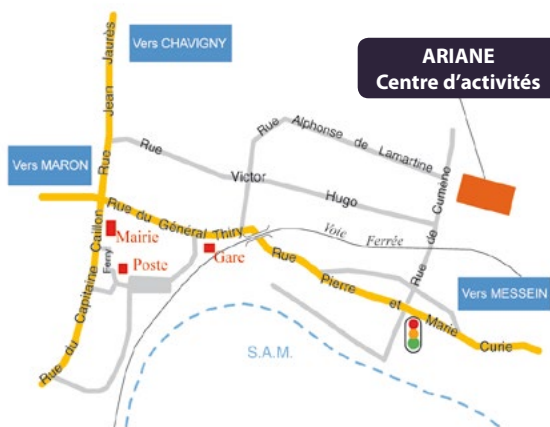 Vers CHAVIGNY
ARIANE
Centre d'activités
Rue Jean Jaurès
Rue Alphonse de Lamartine
Rue Victor Hugo
Vers MARON
Rue du Général Thiry
Rue de Cumène
Mairie
Voie Ferrée
Gare
Ferry
Poste
Rue du Capitaine Caillon
Rue Pierre et Marie Curie
Vers MESSEIN
S.A.M.